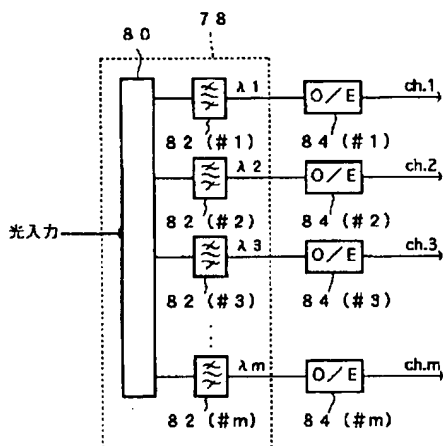 80
78
λ1
O/E
ch.1
82 (#1)
84 (#1)
λ2
O/E
ch.2
82 (#2)
84 (#2)
光入力
λ3
O/E
ch.3
82 (#3)
84 (#3)
λm
O/E
ch.m
82 (#m)
84 (#m)